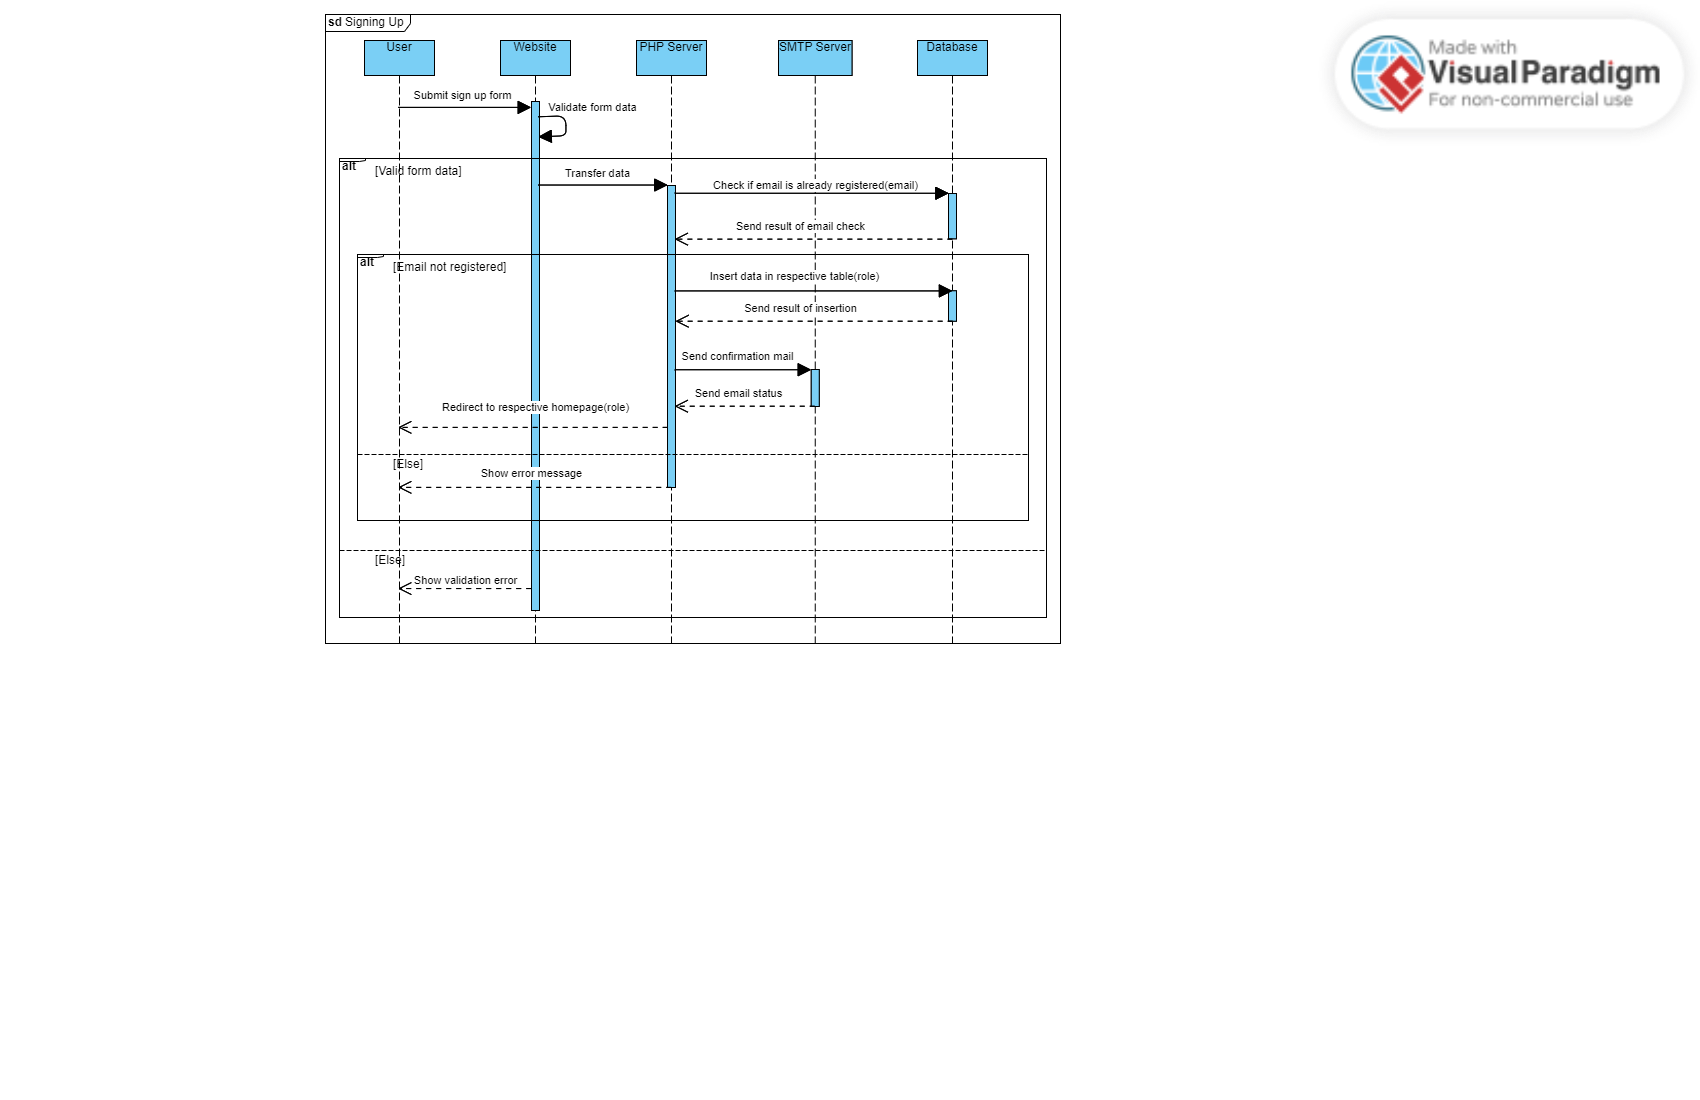 sd Signing Up
User
Website
PHP Server
SMTP Server
Database
Submit sign up form
Validate form data
alt
[Valid form data]
Transfer data
Check if email is already registered(email)
Send result of email check
alt
[Email not registered]
Insert data in respective table(role)
Send result of insertion
Send confirmation mail
Send email status
Redirect to respective homepage(role)
[Else]
Show error message
[Else]
Show validation error
Made with
Visual Paradigm
For non-commercial use